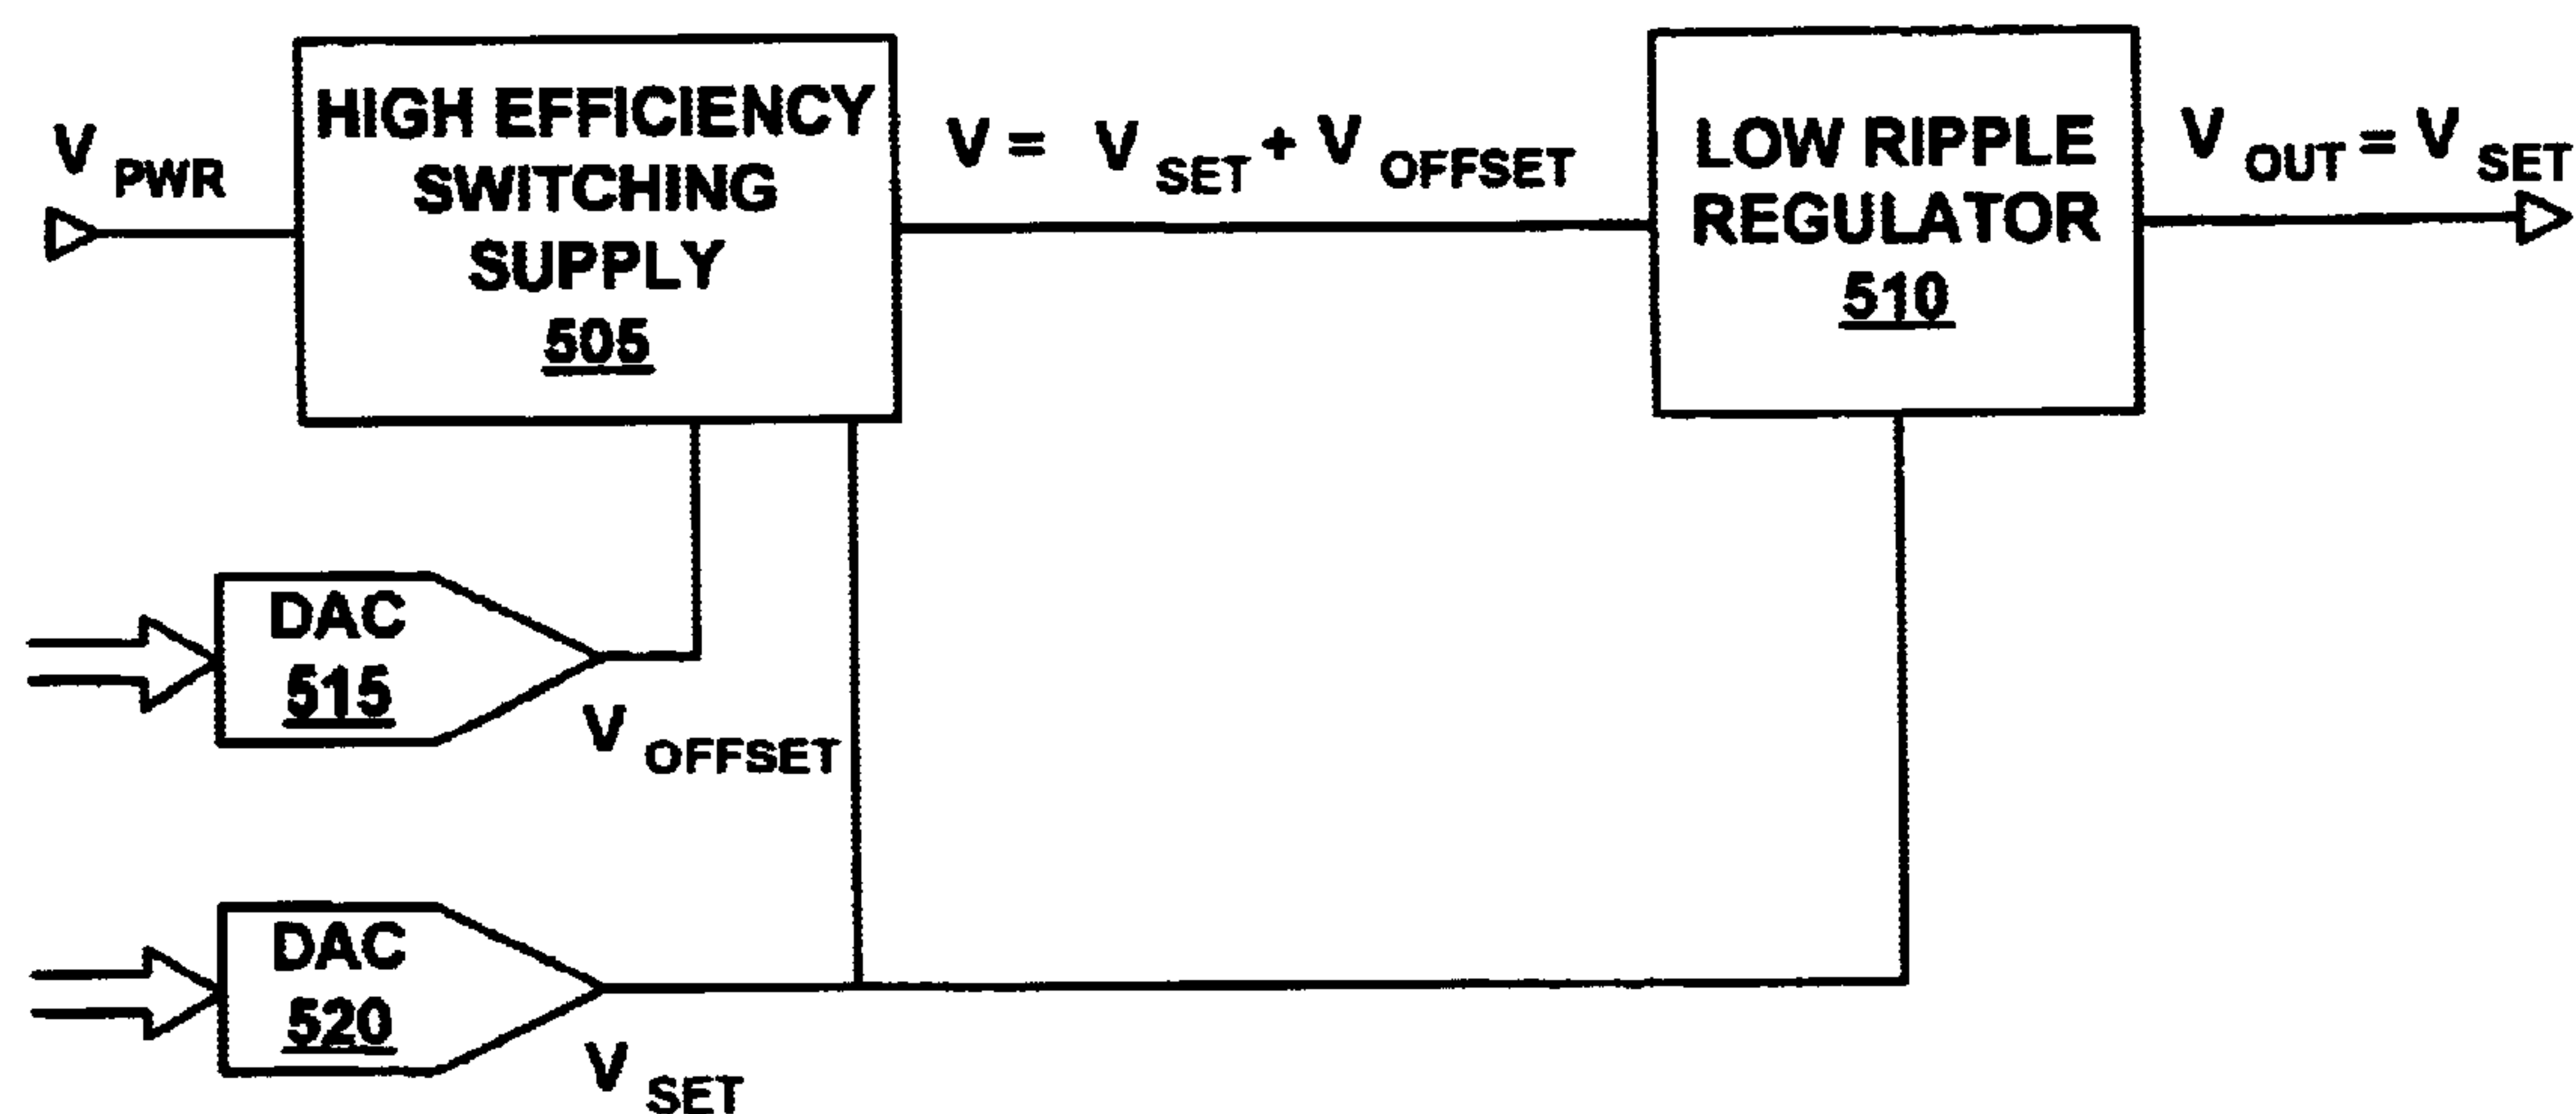 V PWR
HIGH EFFICIENCY
SWITCHING
SUPPLY
505
V = V SET + V OFFSET
LOW RIPPLE
REGULATOR
510
V OUT = V SET
DAC
515
V OFFSET
DAC
520
V SET